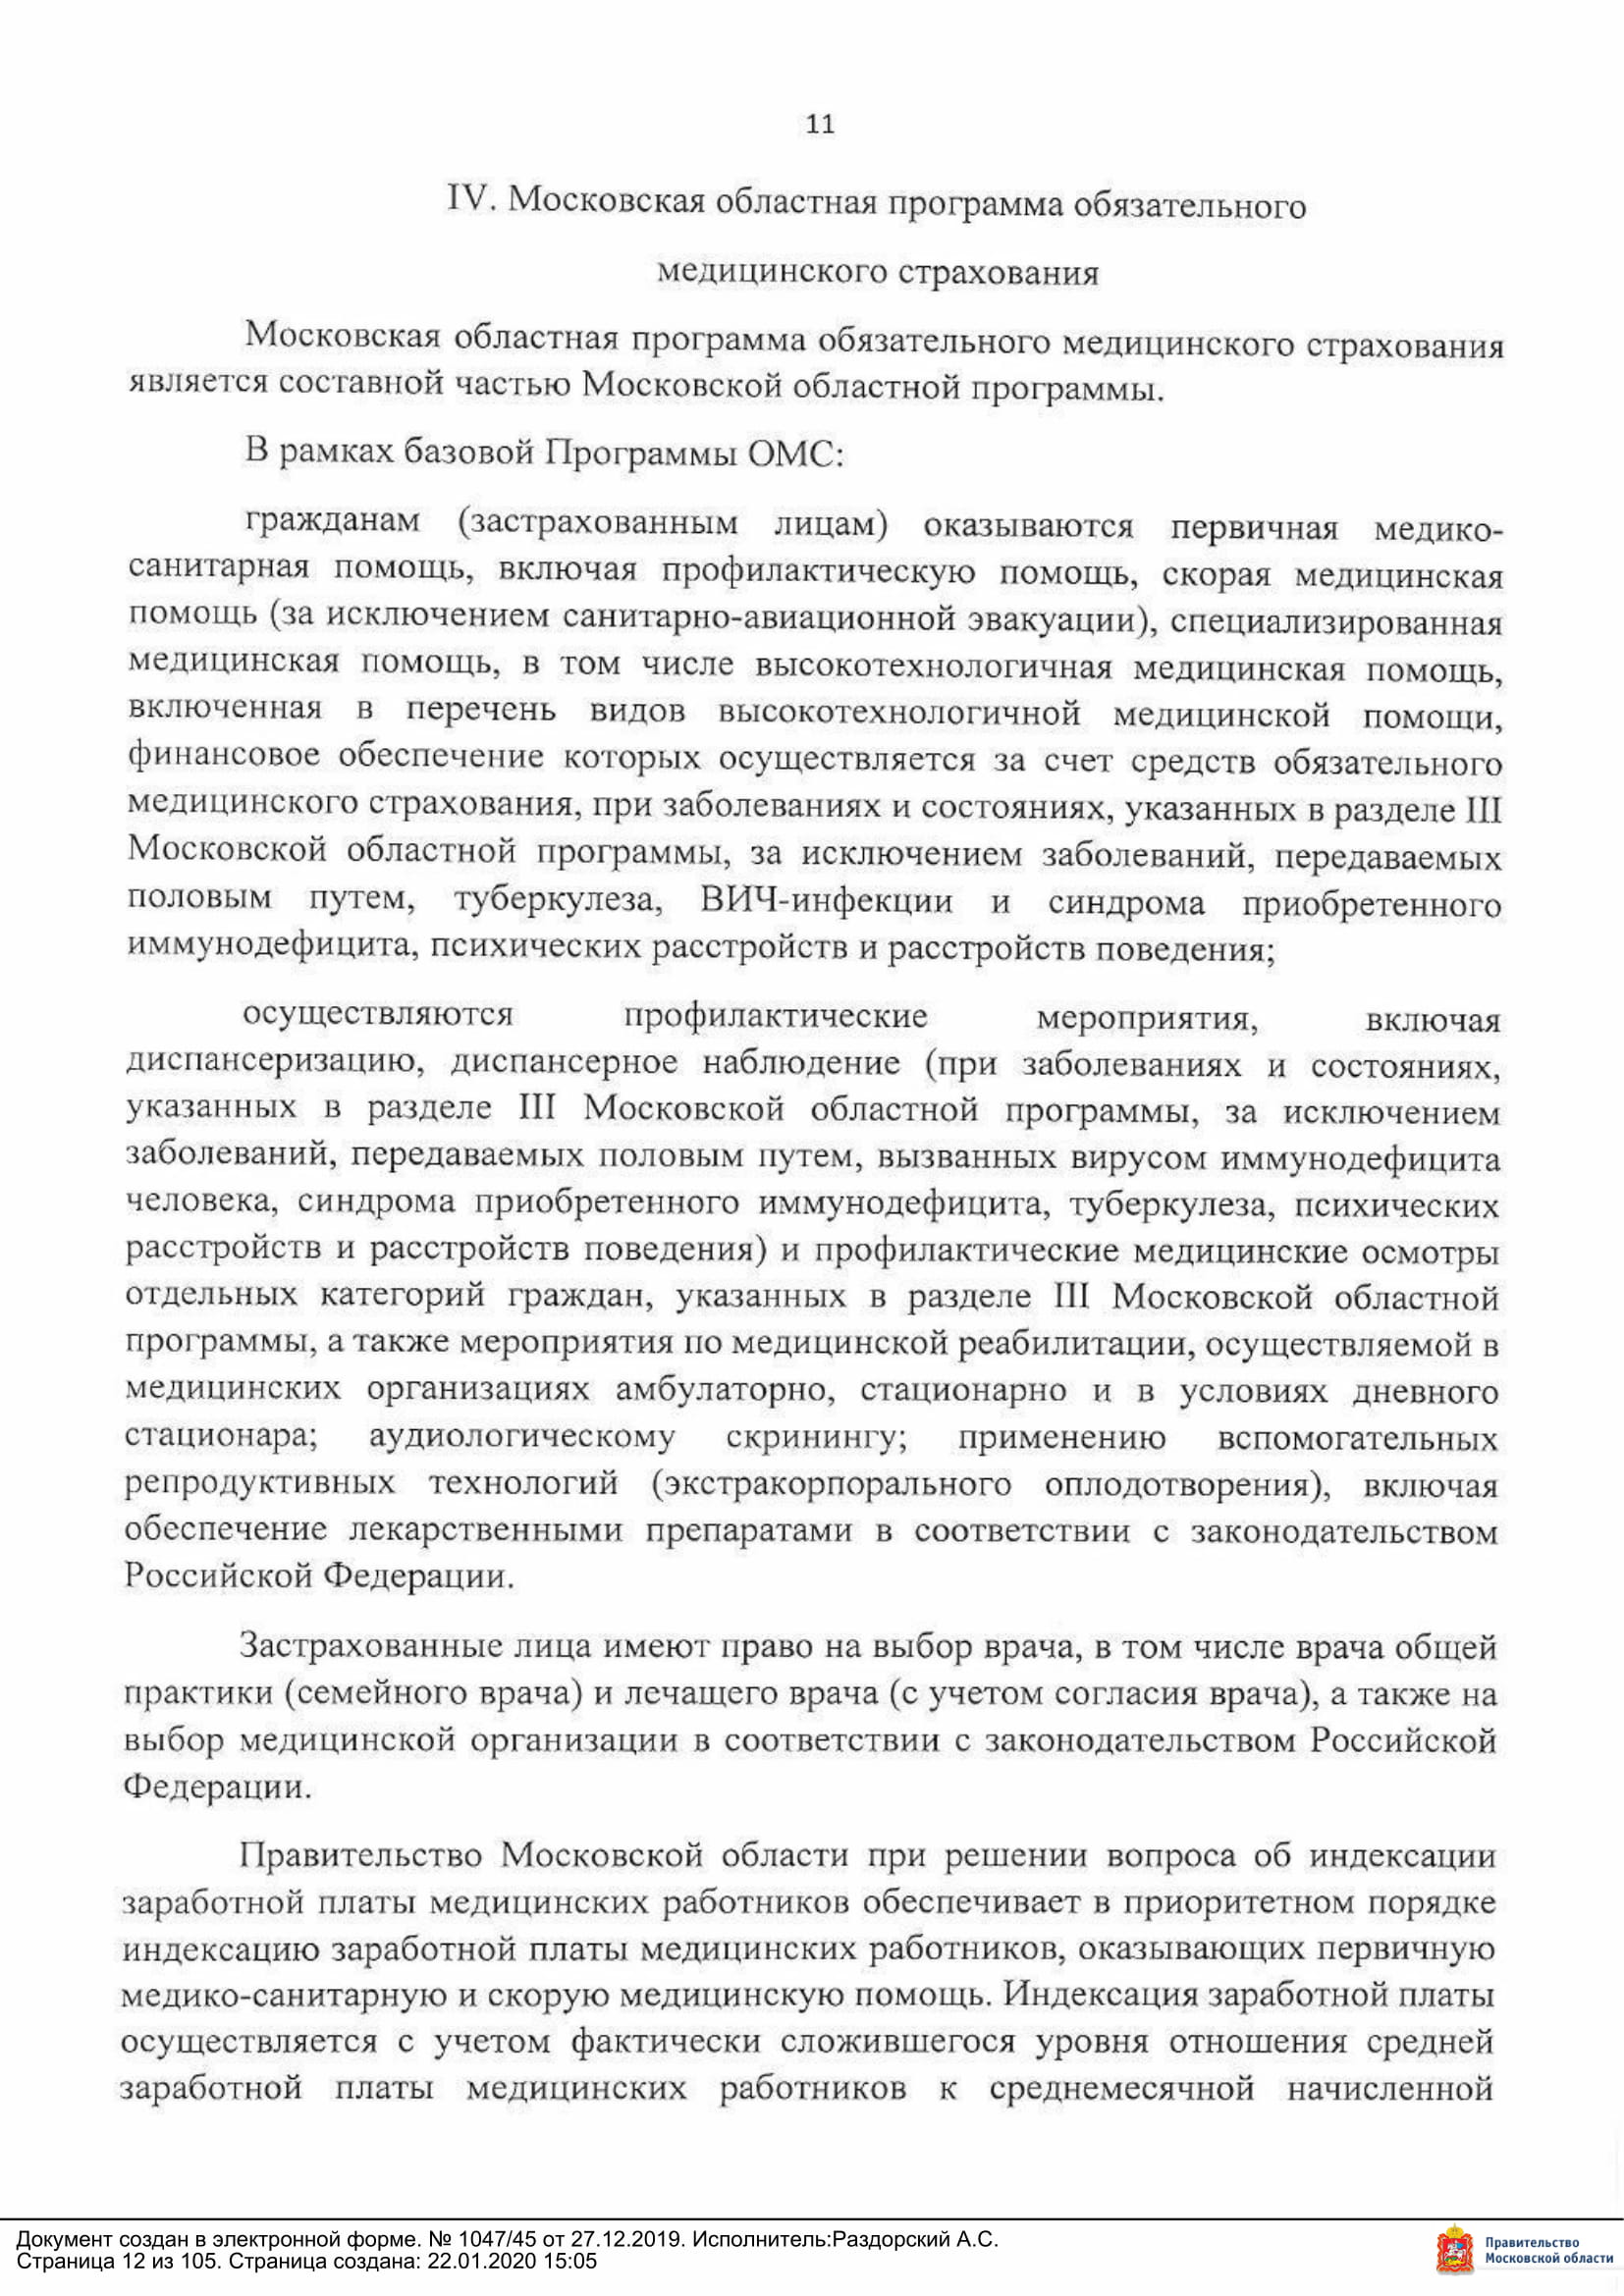 11
IV. Московская областная программа обязательного
медицинского страхования
Московская областная программа обязательного медицинского страхования
является составной частью Московской областной программы.
В рамках базовой Программы ОМС:
гражданам (застрахованным лицам) оказываются первичная медико-
санитарная помощь, включая профилактическую помощь, скорая медицинская
помощь (за исключением санитарно-авиационной эвакуации), специализированная
медицинская помощь, в том числе высокотехнологичная медицинская помощь,
включенная в перечень видов высокотехнологичной медицинской помощи,
финансовое обеспечение которых осуществляется за счет средств обязательного
медицинского страхования, при заболеваниях и состояниях, указанных в разделе III
Московской областной программы, за исключением заболеваний, передаваемых
половым путем, туберкулеза, ВИЧ-инфекции и синдрома приобретенного
иммунодефицита, психических расстройств и расстройств поведения;
осуществляются профилактические мероприятия, включая
диспансеризацию, диспансерное наблюдение (при заболеваниях и состояниях,
указанных в разделе III Московской областной программы, за исключением
заболеваний, передаваемых половым путем, вызванных вирусом иммунодефицита
человека, синдрома приобретенного иммунодефицита, туберкулеза, психических
расстройств и расстройств поведения) и профилактические медицинские осмотры
отдельных категорий граждан, указанных в разделе III Московской областной
программы, а также мероприятия по медицинской реабилитации, осуществляемой в
медицинских организациях амбулаторно, стационарно и в условиях дневного
стационара; аудиологическому скринингу; применению вспомогательных
репродуктивных технологий (экстракорпорального оплодотворения), включая
обеспечение лекарственными препаратами в соответствии с законодательством
Российской Федерации.
Застрахованные лица имеют право на выбор врача, в том числе врача общей
практики (семейного врача) и лечащего врача (с учетом согласия врача), а также на
выбор медицинской организации в соответствии с законодательством Российской
Федерации.
Правительство Московской области при решении вопроса об индексации
заработной платы медицинских работников обеспечивает в приоритетном порядке
индексацию заработной платы медицинских работников, оказывающих первичную
медико-санитарную и скорую медицинскую помощь. Индексация заработной платы
осуществляется с учетом фактически сложившегося уровня отношения средней
заработной платы медицинских работников к среднемесячной начисленной
Документ создан в электронной форме. № 1047/45 от 27.12.2019. Исполнитель:Раздорский А.С.
Страница 12 из 105. Страница создана: 22.01.2020 15:05
Правительство
Московской области